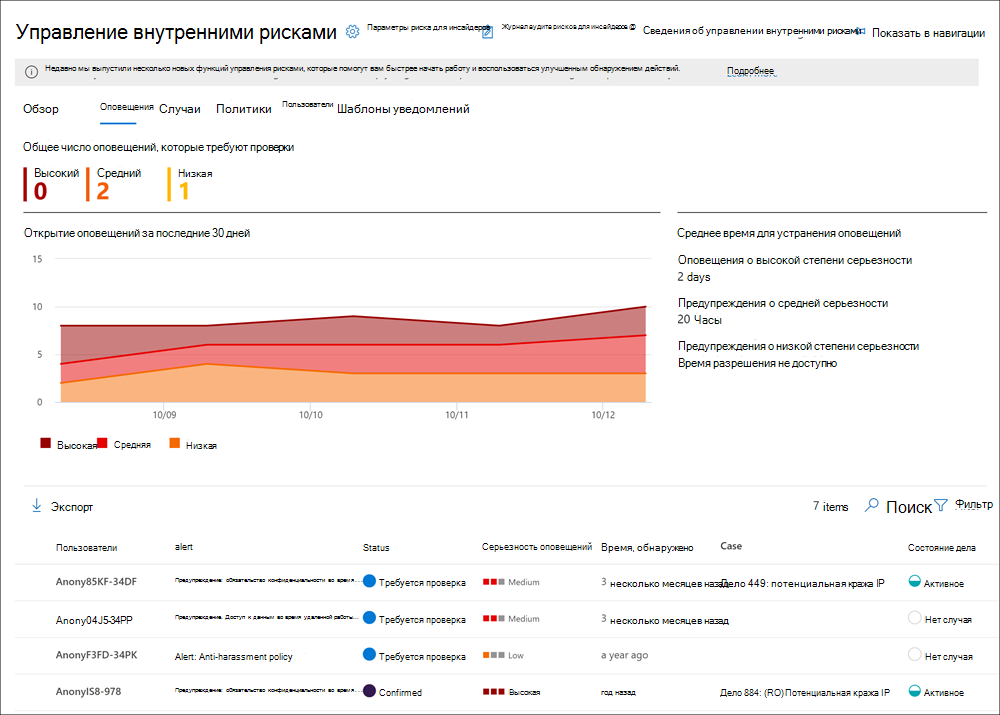 Управление внутренними рисками Параметры риска для инсайдеров Журнал аудита рисков для инсайдеров Сведения об управлении внутренними рисками Показать в навигации
Недавно мы выпустили несколько новых функций управления рисками, которые помогут вам быстрее начать работу и воспользоваться улучшенным обнаружением действий. Подробнее
Обзор Оповещения Случаи Политики Пользователи Шаблоны уведомлений
Общее число оповещений, которые требуют проверки
Высокий Средний Низкая
0 2 1
Открытие оповещений за последние 30 дней
15
10
5
0
10/09 10/10 10/11 10/12
Высокая Средняя Низкая
Среднее время для устранения оповещений
Оповещения о высокой степени серьезности
2 days
Предупреждения о средней серьезности
20 Часы
Предупреждения о низкой степени серьезности
Время разрешения не доступно
Экспорт 7 items Поиск Фильтр
Пользователи alert Status Серьезность оповещений Время, обнаружено Case Состояние дела
Anony85KF-34DF Предупреждение: обязательство конфиденциальности во время... Требуется проверка Medium 3 несколько месяцев назад Дело 449: потенциальная кража IP Активное
Anony04J5-34PP Предупреждение. Доступ к данным во время удаленной работы... Требуется проверка Medium 3 несколько месяцев назад Нет случая
AnonyF3FD-34PK Alert: Anti-harassment policy Требуется проверка Low a year ago Нет случая
AnonyIS8-978 Предупреждение: обязательство конфиденциальности во время... Confirmed Высокая год назад Дело 884: (RO) Потенциальная кража IP Активное